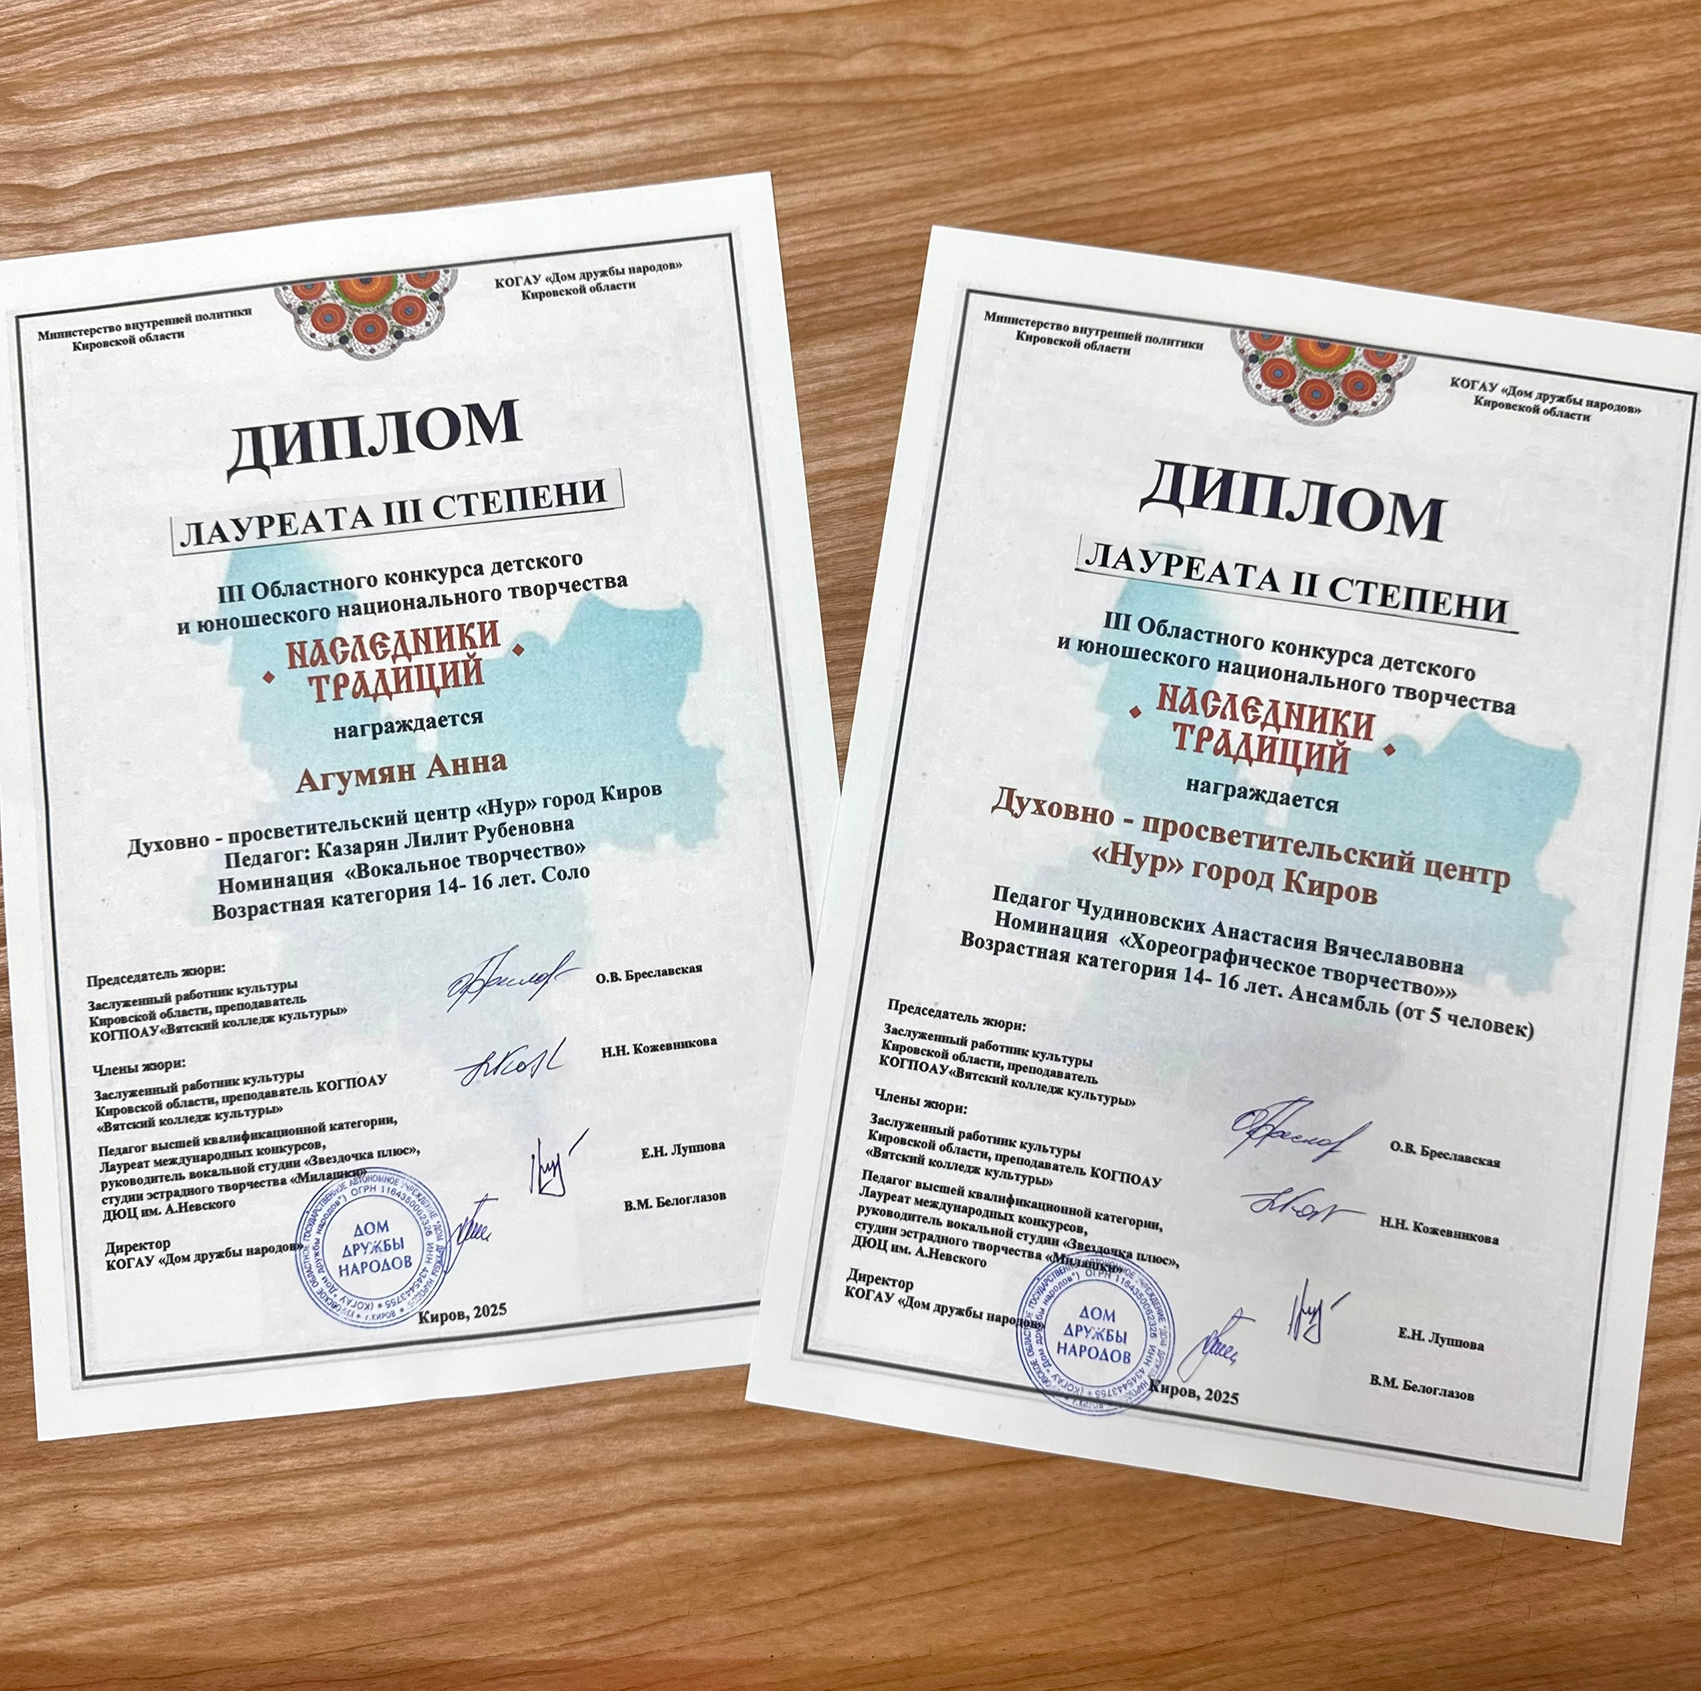 Министерство внутренней политики
Кировской области
КОГАУ «Дом дружбы народов»
Кировской области
ДИПЛОМ
ЛАУРЕАТА III СТЕПЕНИ
III Областного конкурса детского
и юношеского национального творчества
НАСЛЕДНИКИ
ТРАДИЦИЙ
награждается
Агумян Анна
Духовно - просветительский центр «Нур» город Киров
Педагог: Казарян Лилит Рубеновна
Номинация «Вокальное творчество»
Возрастная категория 14- 16 лет. Соло
Председатель жюри:
Заслуженный работник культуры
Кировской области, преподаватель
КОГПОАУ«Вятский колледж культуры»
О.В. Бреславская
Члены жюри:
Заслуженный работник культуры
Кировской области, преподаватель КОГПОАУ
«Вятский колледж культуры»
Н.Н. Кожевникова
Педагог высшей квалификационной категории,
Лауреат международных конкурсов,
руководитель вокальной студии «Звездочка плюс»,
студии эстрадного творчества «Милашки»
ДЮЦ им. А.Невского
Е.Н. Луппова
Директор
КОГАУ «Дом дружбы народов»
В.М. Белоглазов
ДОМ
ДРУЖБЫ
НАРОДОВ
Киров, 2025
Министерство внутренней политики
Кировской области
КОГАУ «Дом дружбы народов»
Кировской области
ДИПЛОМ
ЛАУРЕАТА II СТЕПЕНИ
III Областного конкурса детского
и юношеского национального творчества
НАСЛЕДНИКИ
ТРАДИЦИЙ
награждается
Духовно - просветительский центр
«Нур» город Киров
Педагог Чудиновских Анастасия Вячеславовна
Номинация «Хореографическое творчество»»
Возрастная категория 14- 16 лет. Ансамбль (от 5 человек)
Председатель жюри:
Заслуженный работник культуры
Кировской области, преподаватель
КОГПОАУ«Вятский колледж культуры»
О.В. Бреславская
Члены жюри:
Заслуженный работник культуры
Кировской области, преподаватель КОГПОАУ
«Вятский колледж культуры»
Н.Н. Кожевникова
Педагог высшей квалификационной категории,
Лауреат международных конкурсов,
руководитель вокальной студии «Звездочка плюс»,
студии эстрадного творчества «Милашки»
ДЮЦ им. А.Невского
Е.Н. Луппова
Директор
КОГАУ «Дом дружбы народов»
В.М. Белоглазов
ДОМ
ДРУЖБЫ
НАРОДОВ
Киров, 2025